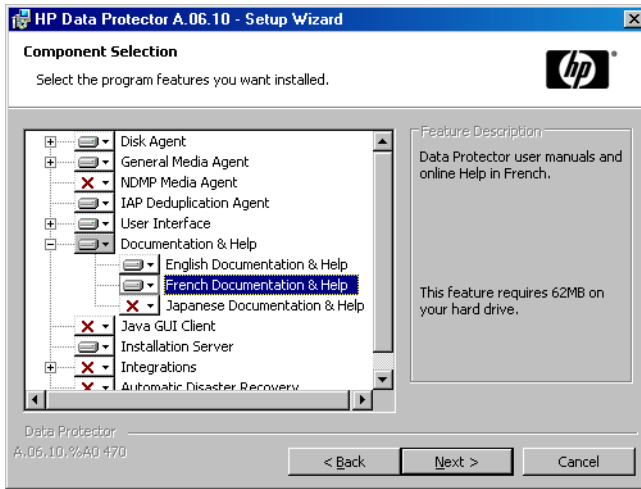 HP Data Protector A.06.10 - Setup Wizard
Component Selection
Select the program features you want installed.
hp
Disk Agent
General Media Agent
NDMP Media Agent
IAP Deduplication Agent
User Interface
Documentation & Help
English Documentation & Help
French Documentation & Help
Japanese Documentation & Help
Java GUI Client
Installation Server
Integrations
Automatic Disaster Recovery
Feature Description
Data Protector user manuals and
online Help in French.
This feature requires 62MB on
your hard drive.
Data Protector
A.06.10.%A0 470
< Back
Next >
Cancel